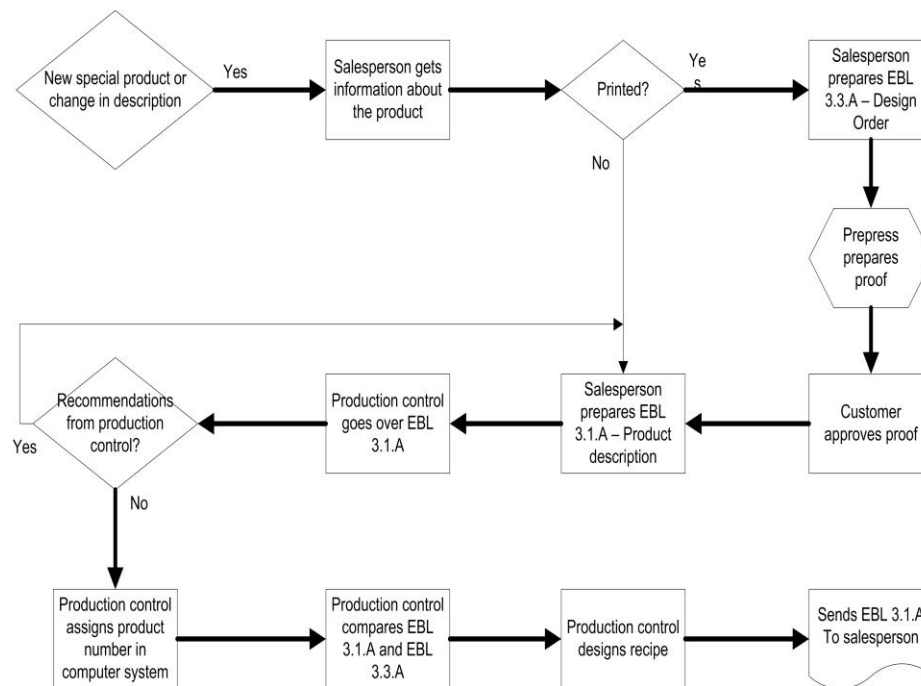 New special product or
change in description
Yes
Salesperson gets
information about
the product
Printed?
Ye
s
Salesperson
prepares EBL
3.3.A – Design
Order
No
Prepress
prepares
proof
Recommendations
from production
control?
Yes
No
Production control
goes over EBL
3.1.A
Salesperson
prepares EBL
3.1.A – Product
description
Customer
approves proof
Production control
assigns product
number in
computer system
Production control
compares EBL
3.1.A and EBL
3.3.A
Production control
designs recipe
Sends EBL 3.1.A
To salesperson